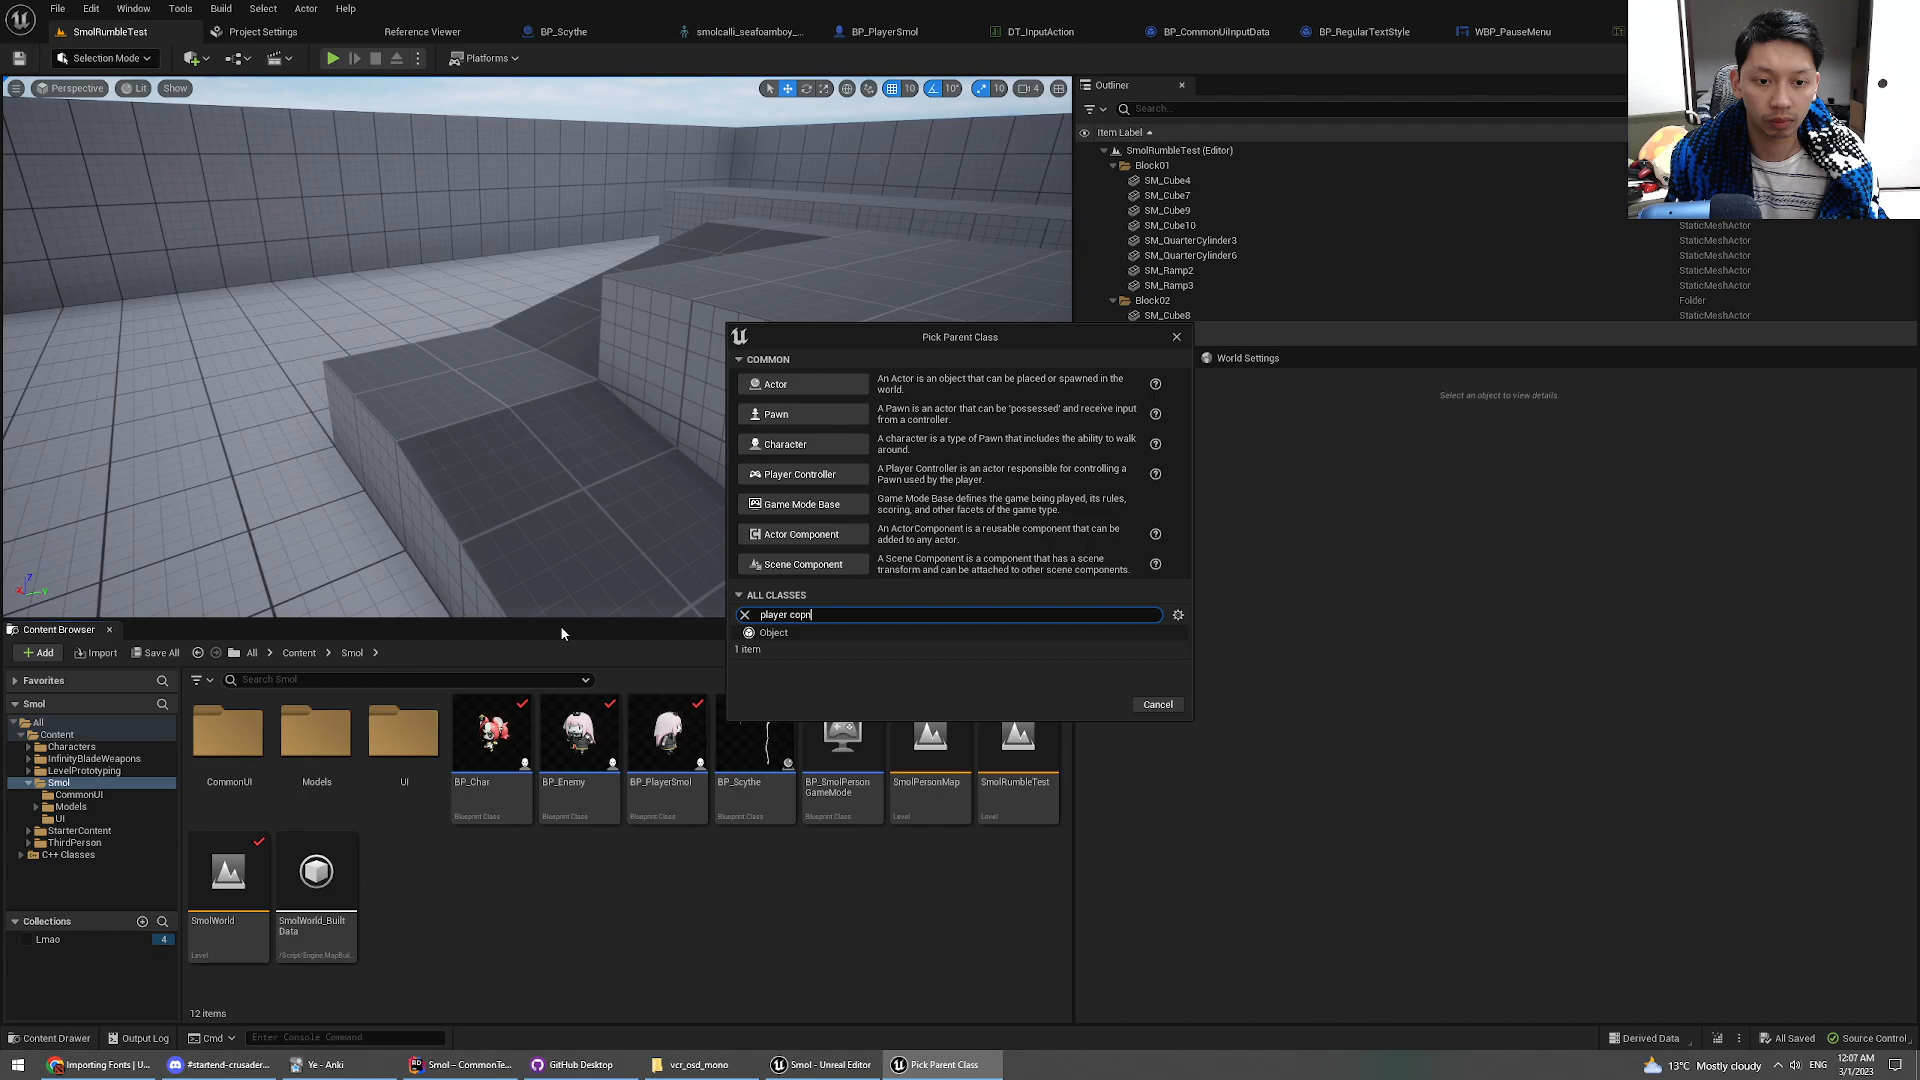 File Edit Window Tools Build Select Actor Help
SmolRumbleTest Project Settings Reference Viewer BP_Scythe smolcalli_seafoamboy_... BP_PlayerSmol DT_InputAction BP_CommonUiInputData BP_RegularTextStyle WBP_PauseMenu
Selection Mode Platforms
Perspective Lit Show 10 10° 10 4
Outliner
Search...
Item Label
SmolRumbleTest (Editor)
Block01
SM_Cube4
SM_Cube7
SM_Cube9
SM_Cube10 StaticMeshActor
SM_QuarterCylinder3 StaticMeshActor
SM_QuarterCylinder6 StaticMeshActor
SM_Ramp2 StaticMeshActor
SM_Ramp3 StaticMeshActor
Block02 Folder
SM_Cube8 StaticMeshActor
World Settings
Select an object to view details.
Pick Parent Class
COMMON
Actor An Actor is an object that can be placed or spawned in the
world.
Pawn A Pawn is an actor that can be 'possessed' and receive input
from a controller.
Character A character is a type of Pawn that includes the ability to walk
around.
Player Controller A Player Controller is an actor responsible for controlling a
Pawn used by the player.
Game Mode Base Game Mode Base defines the game being played, its rules,
scoring, and other facets of the game type.
Actor Component An ActorComponent is a reusable component that can be
added to any actor.
Scene Component A Scene Component is a component that has a scene
transform and can be attached to other scene components.
ALL CLASSES
player copn
Object
1 item
Cancel
Content Browser
Add Import Save All All Content Smol
Favorites
Search Smol
Smol
All
Content
Characters
InfinityBladeWeapons
LevelPrototyping
Smol
CommonUI
Models
UI
StarterContent
ThirdPerson
C++ Classes
Collections
Lmao 4
CommonUI Models UI
BP_Char
Blueprint Class
BP_Enemy
Blueprint Class
BP_PlayerSmol
Blueprint Class
BP_Scythe
Blueprint Class
BP_SmolPerson
GameMode
Blueprint Class
SmolPersonMap
Level
SmolRumbleTest
Level
SmolWorld
Level
SmolWorld_Built
Data
/Script/Engine.MapBuil...
12 items
Content Drawer Output Log Cmd Enter Console Command Derived Data All Saved Source Control
Importing Fonts | U... #startend-crusader... Ye - Anki Smol – CommonTe... GitHub Desktop vcr_osd_mono Smol - Unreal Editor Pick Parent Class
13°C Mostly cloudy ENG 12:07 AM
3/1/2023
X Y Z